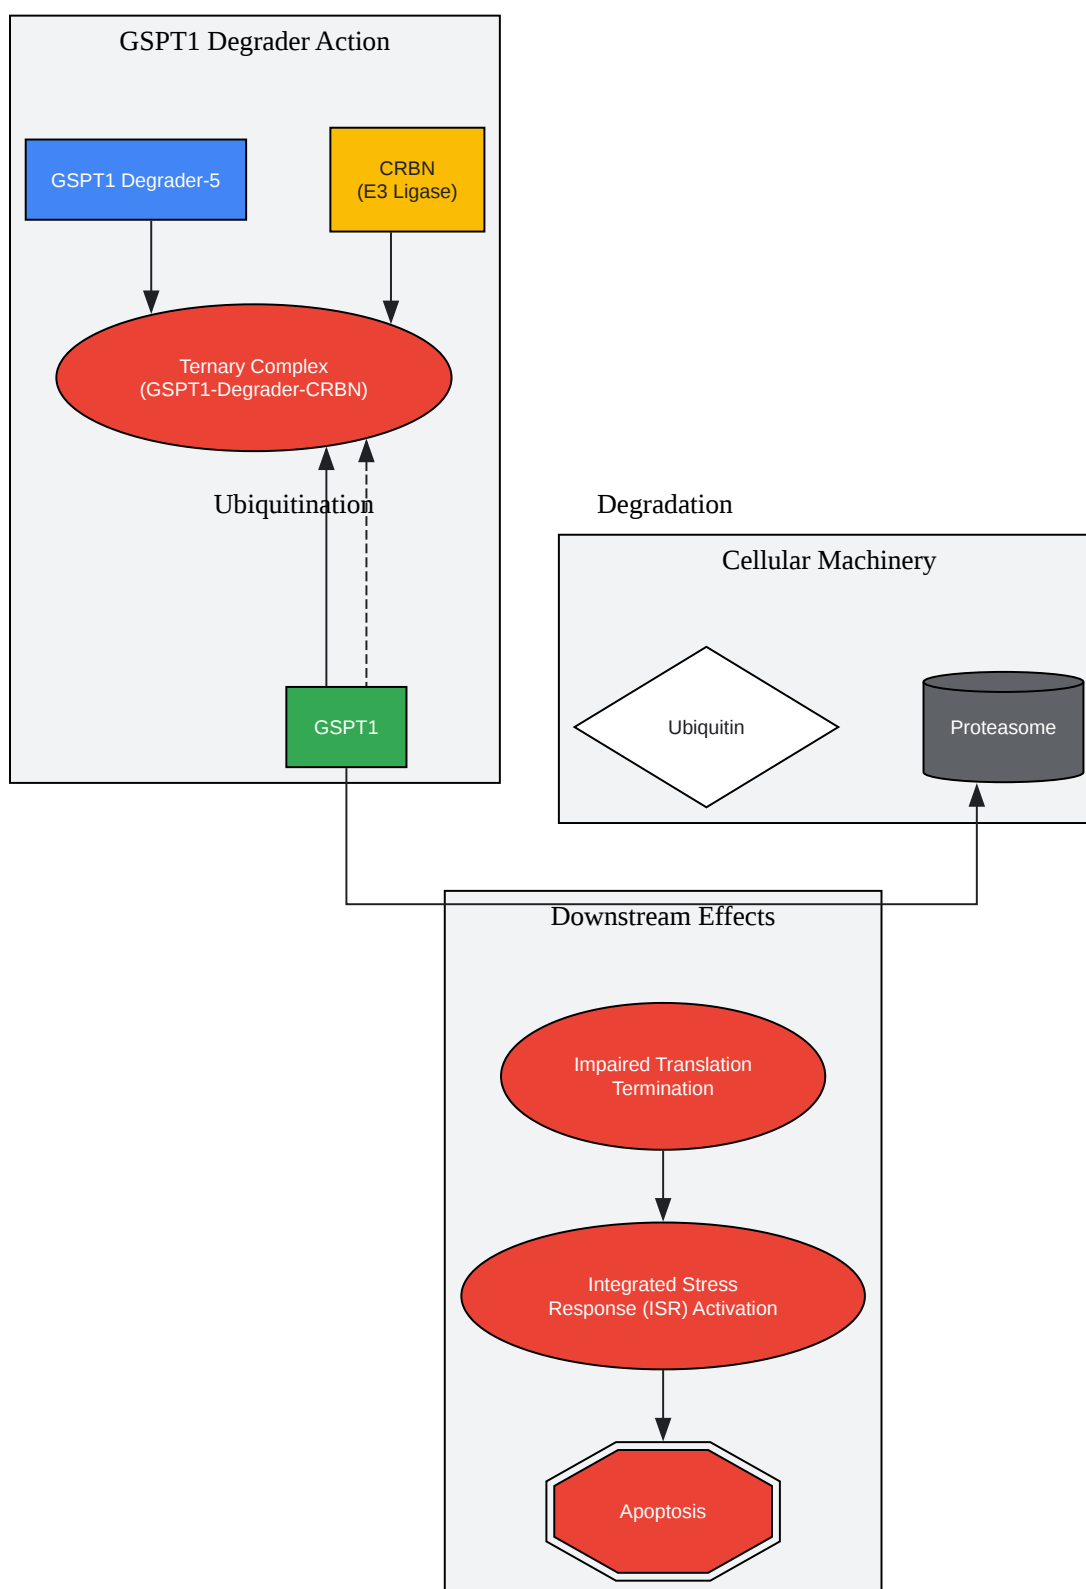 GSPT1 Degrader Action
GSPT1 Degrader-5
CRBN
(E3 Ligase)
Ternary Complex
(GSPT1-Degrader-CRBN)
Ubiquitination
GSPT1
Degradation
Cellular Machinery
Ubiquitin
Proteasome
Downstream Effects
Impaired Translation
Termination
Integrated Stress
Response (ISR) Activation
Apoptosis